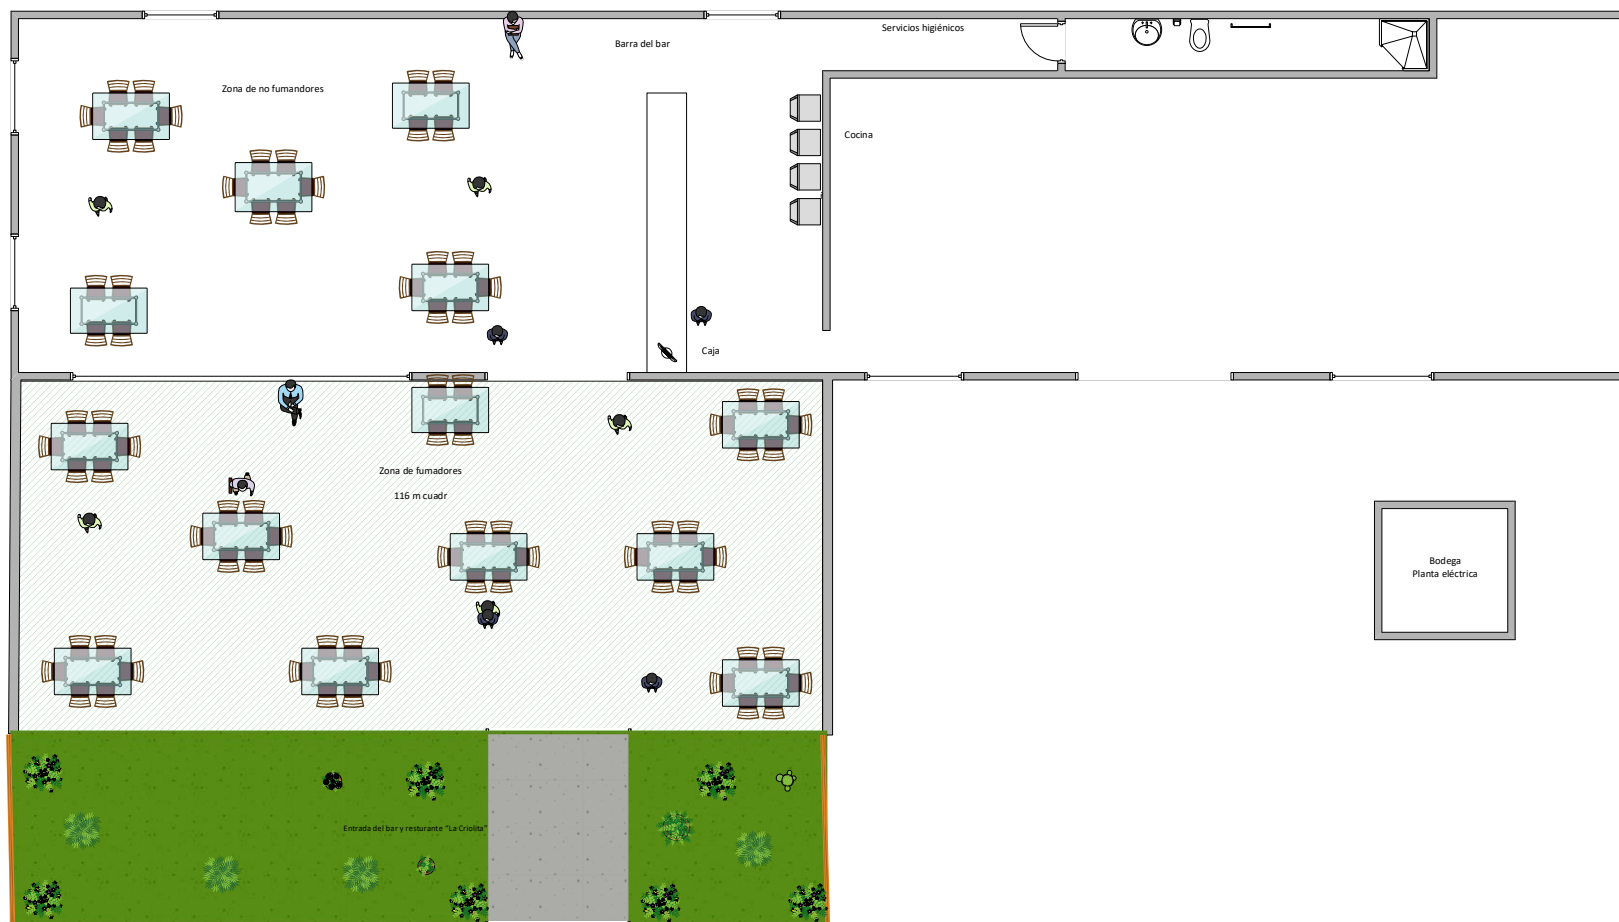 Servicios higiénicos
Barra del bar
Zona de no fumandores
Cocina
Caja
Zona de fumadores
116 m cuadr
Bodega
Planta eléctrica
Entrada del bar y resturante "La Criolita"